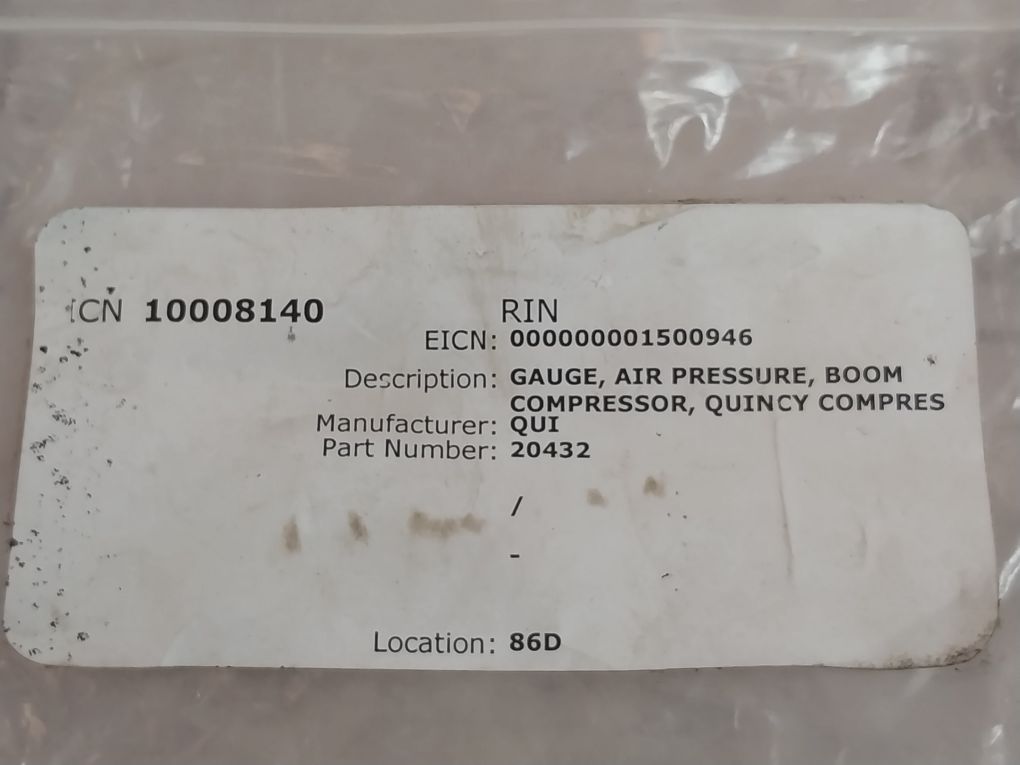 ICN 10008140 RIN
EICN: 000000001500946
Description: GAUGE, AIR PRESSURE, BOOM
COMPRESSOR, QUINCY COMPRES
Manufacturer: QUI
Part Number: 20432
/
-
Location: 86D